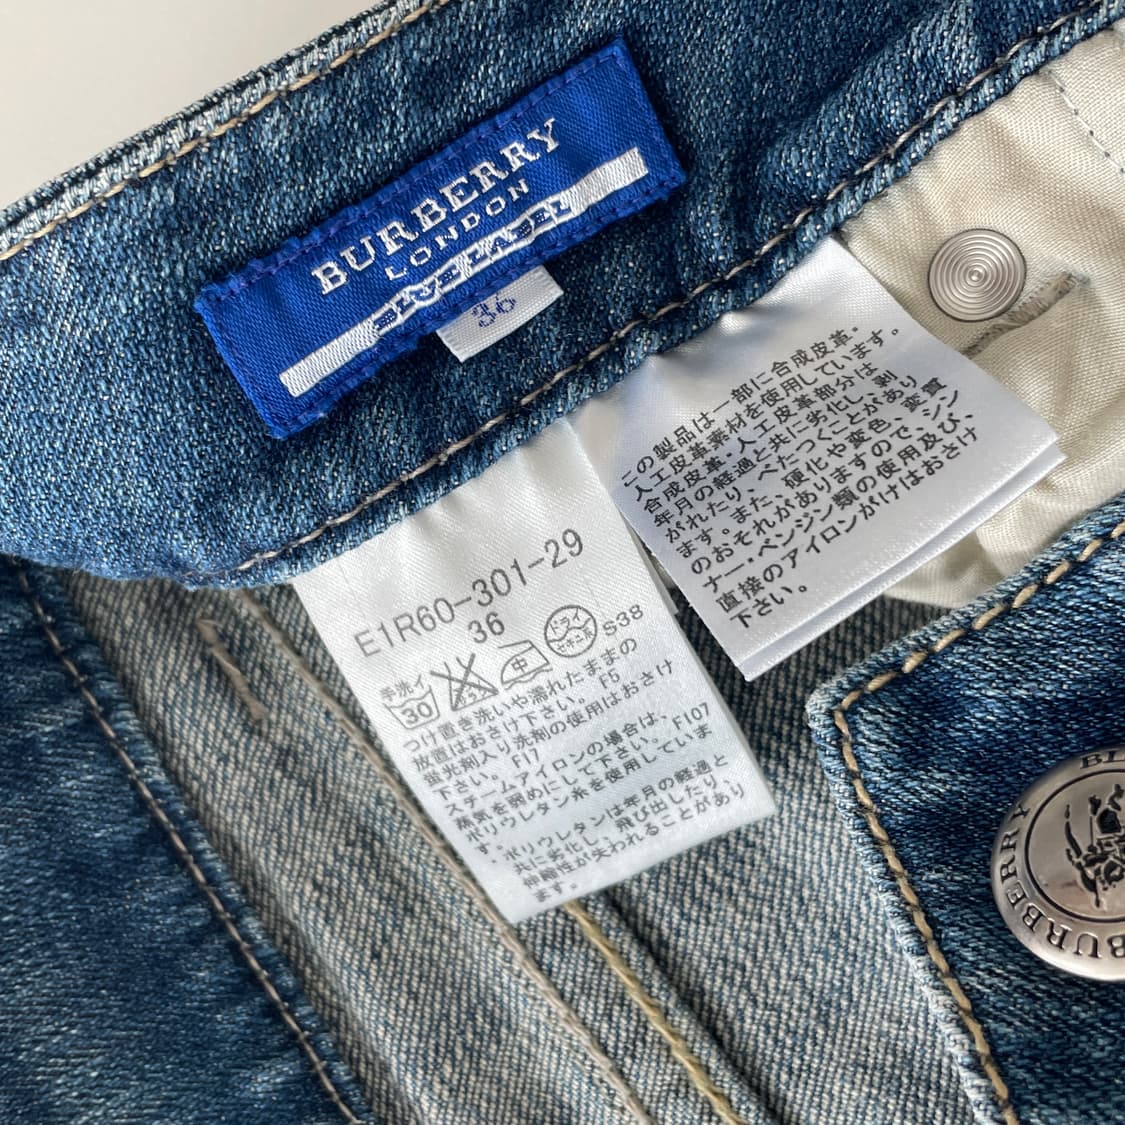 BURBERRY
LONDON
BLUE LABEL
36
この製品は一部に合成皮革・
人工皮革素材を使用しています。
合成皮革・人工皮革部分は
年月の経過と共に劣化し、剥
がれたり、べたつくことがあり
ます。また、硬化や変色、変質
のおそれがありますので、シン
ナー・ベンジン類の使用及び、
直接のアイロンがけはおさけ
下さい。
E1R60-301-29
36
手洗イ
30
中
ドライ
セキユ系
S38
つけ置き洗いや濡れたままの
放置はおさけ下さい。F5
蛍光剤入り洗剤の使用はおさけ
下さい。F17
スチームアイロンの場合は、
蒸気を弱めにして下さい。F107
ポリウレタン糸を使用していま
す。ポリウレタンは年月の経過と
共に劣化し、飛び出したり、
伸縮性が失われることがあり
ます。
BURBERRY